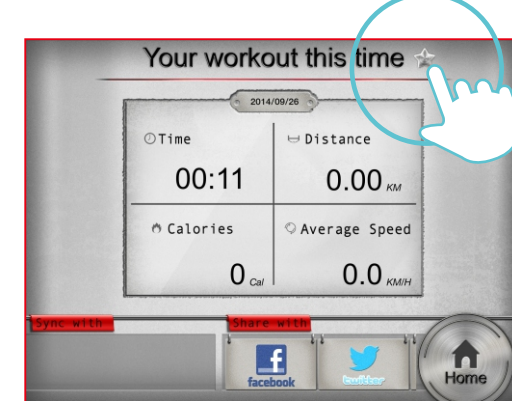 Your workout this time
2014/09/26
Time
Distance
00:11
0.00 KM
Calories
Average Speed
0 Cal
0.0 KM/H
Sync with
Share with
facebook
twitter
Home